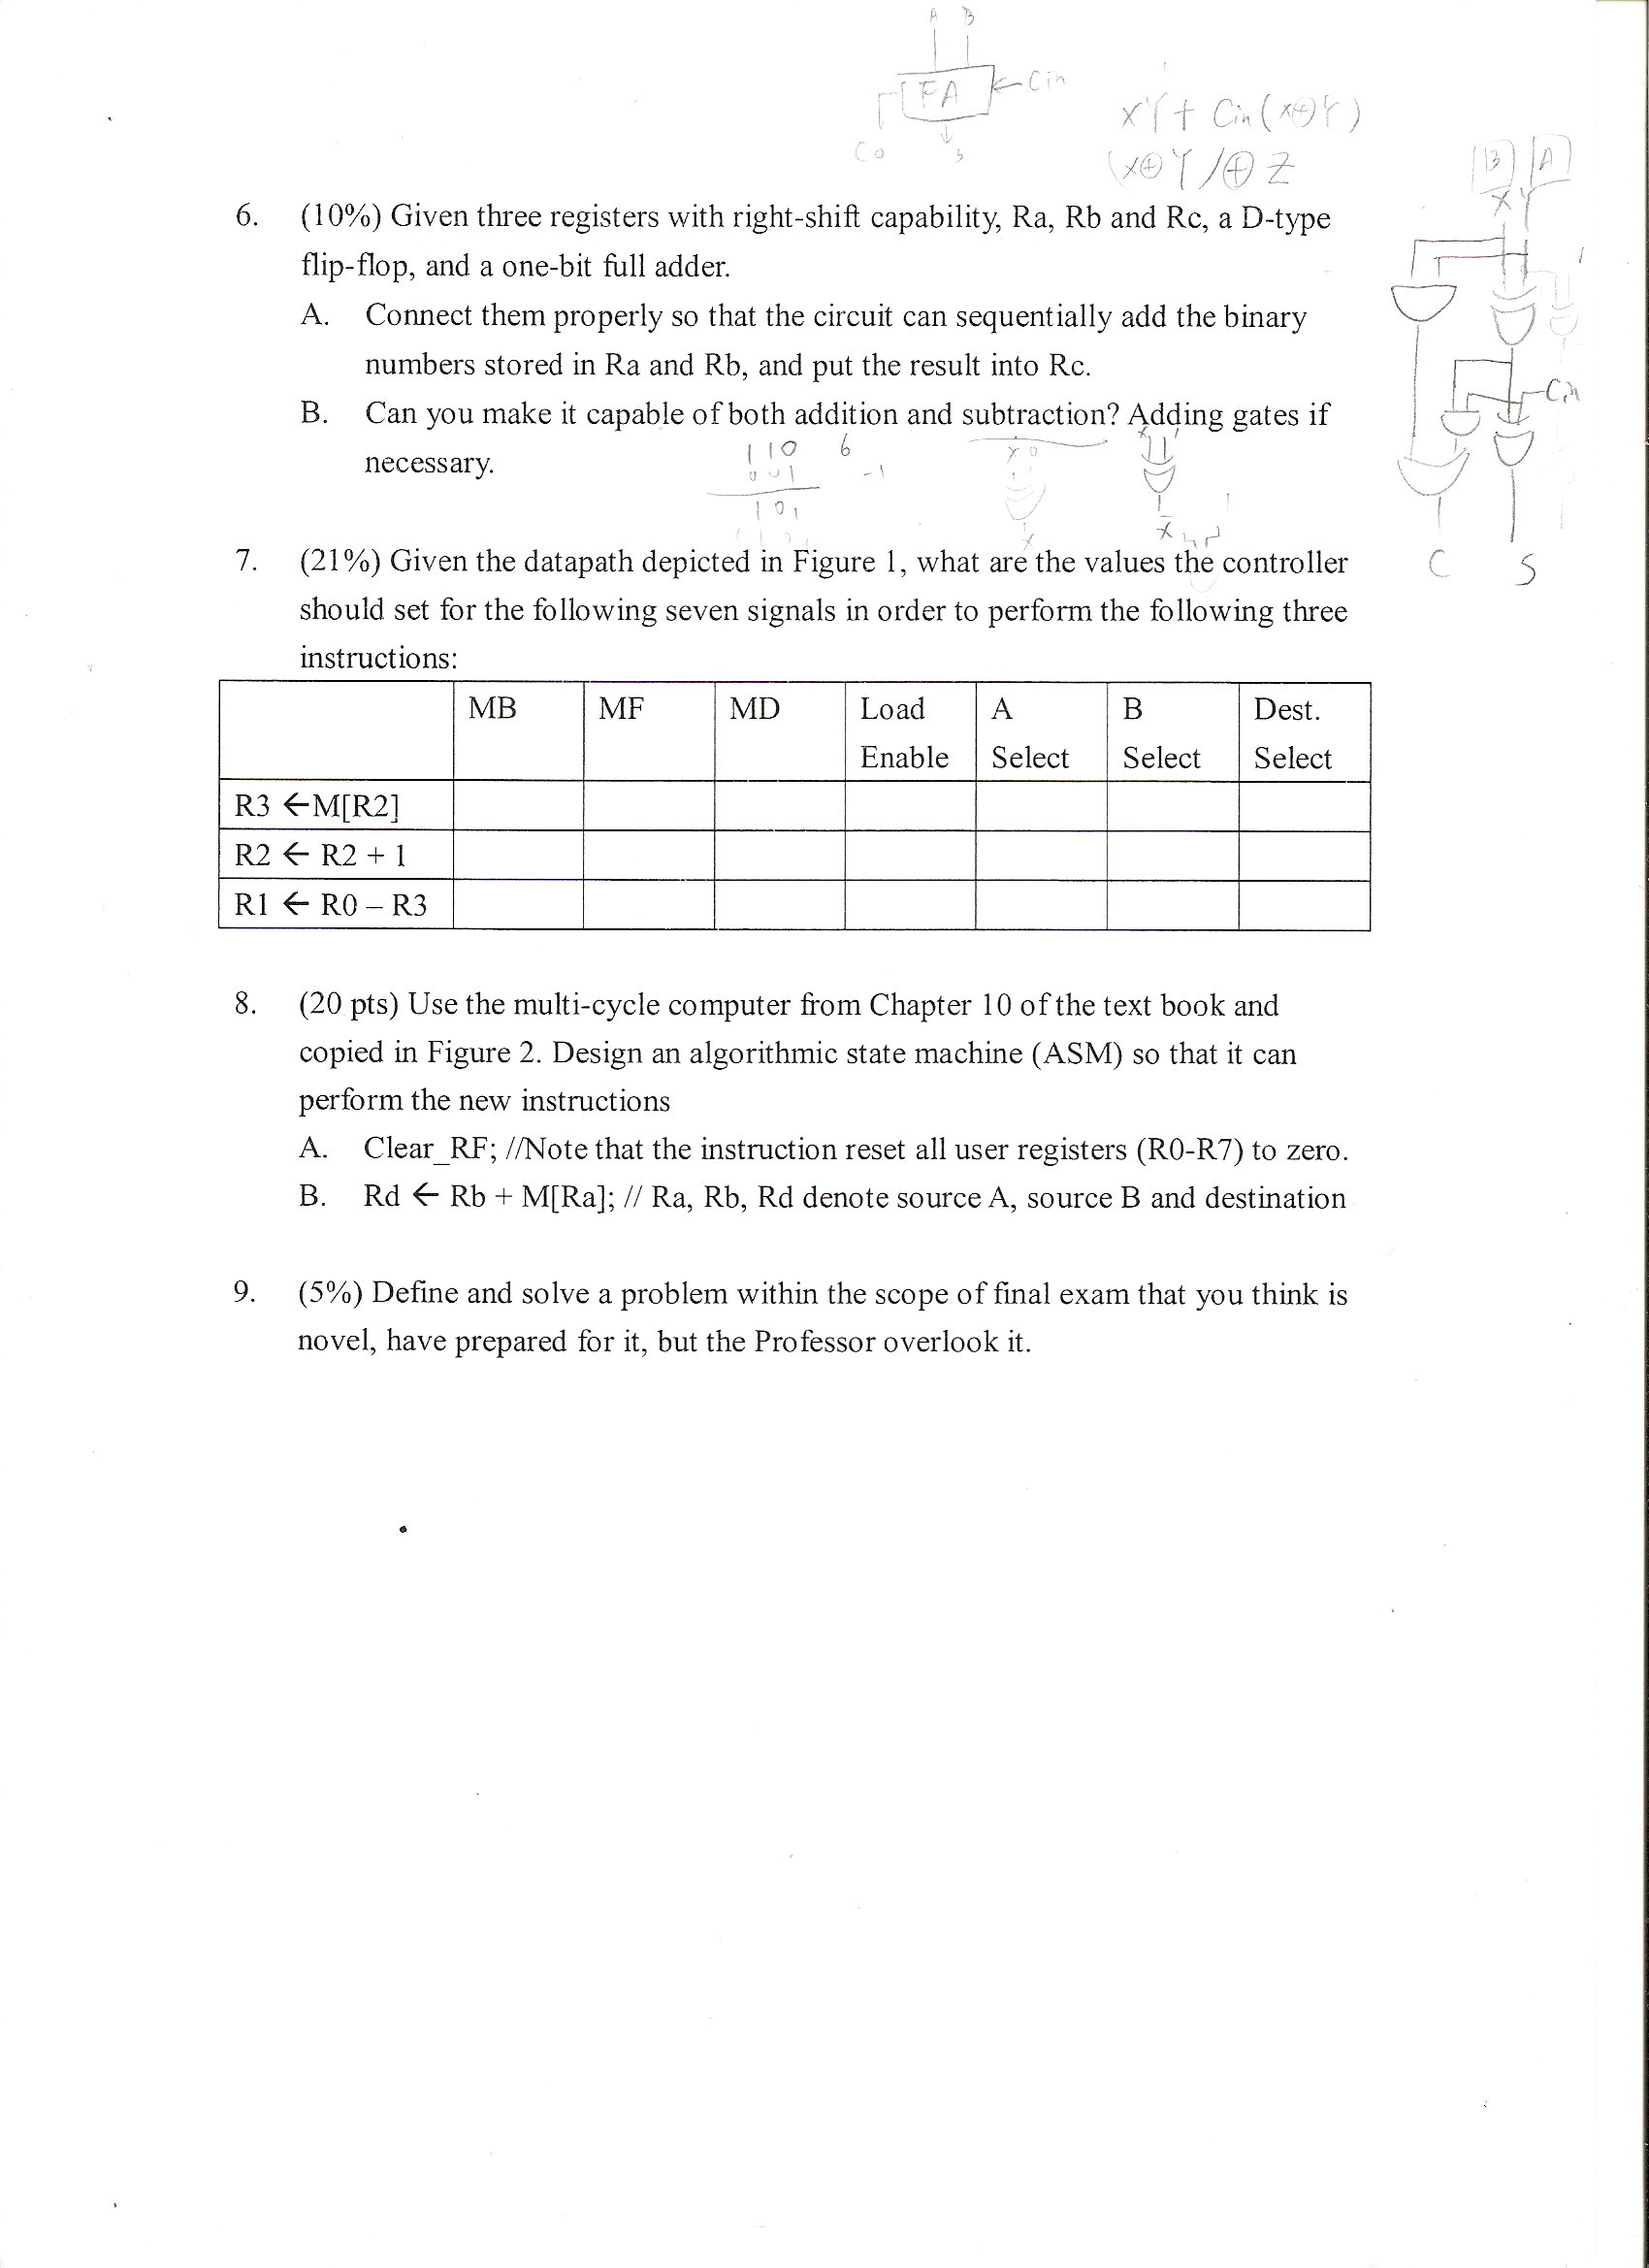 A B
FA Cin
Co s
XY + Cin(X⊕Y)
(X⊕Y)⊕Z
B A
X Y
6. (10%) Given three registers with right-shift capability, Ra, Rb and Rc, a D-type
flip-flop, and a one-bit full adder.
A. Connect them properly so that the circuit can sequentially add the binary
numbers stored in Ra and Rb, and put the result into Rc.
Cin
B. Can you make it capable of both addition and subtraction? Adding gates if
necessary.
110 6
001 -1
101
C S
7. (21%) Given the datapath depicted in Figure 1, what are the values the controller
should set for the following seven signals in order to perform the following three
instructions:
MB MF MD Load A B Dest.
Enable Select Select Select
R3 ←M[R2]
R2 ← R2 + 1
R1 ← R0 – R3
8. (20 pts) Use the multi-cycle computer from Chapter 10 of the text book and
copied in Figure 2. Design an algorithmic state machine (ASM) so that it can
perform the new instructions
A. Clear_RF; //Note that the instruction reset all user registers (R0-R7) to zero.
B. Rd ← Rb + M[Ra]; // Ra, Rb, Rd denote source A, source B and destination
9. (5%) Define and solve a problem within the scope of final exam that you think is
novel, have prepared for it, but the Professor overlook it.